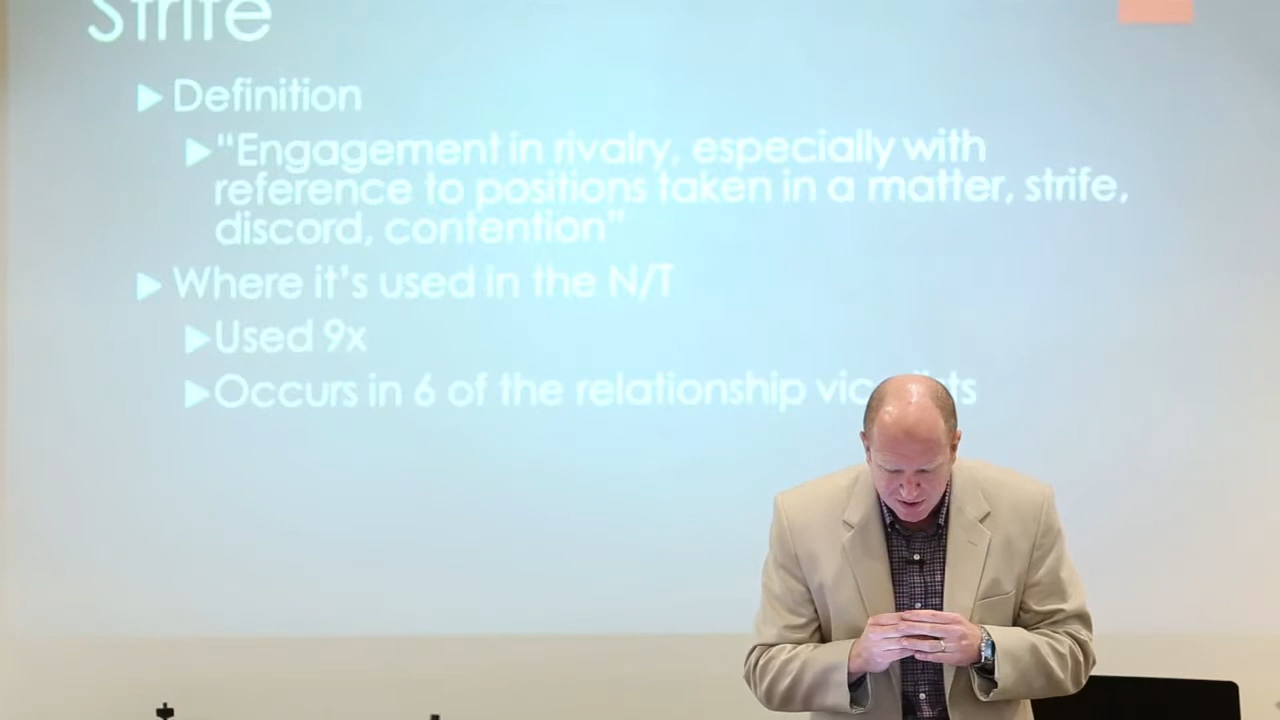 Strife
Definition
“Engagement in rivalry, especially with
reference to positions taken in a matter, strife,
discord, contention”
Where it’s used in the N/T
Used 9x
Occurs in 6 of the relationship